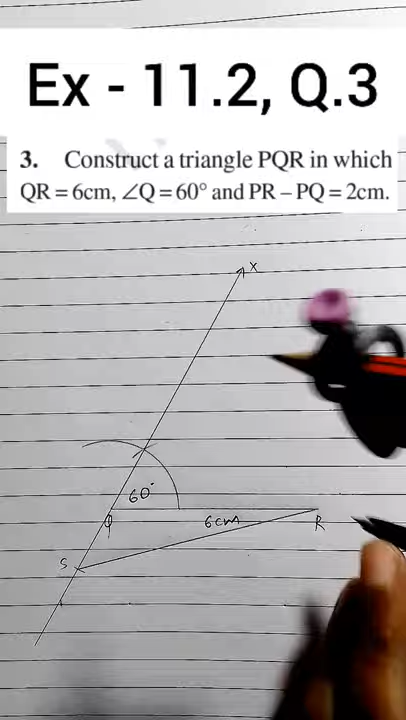 Ex - 11.2, Q.3
3. Construct a triangle PQR in which
QR = 6cm, ∠Q = 60° and PR – PQ = 2cm.
X
60°
Q
6cm
R
S